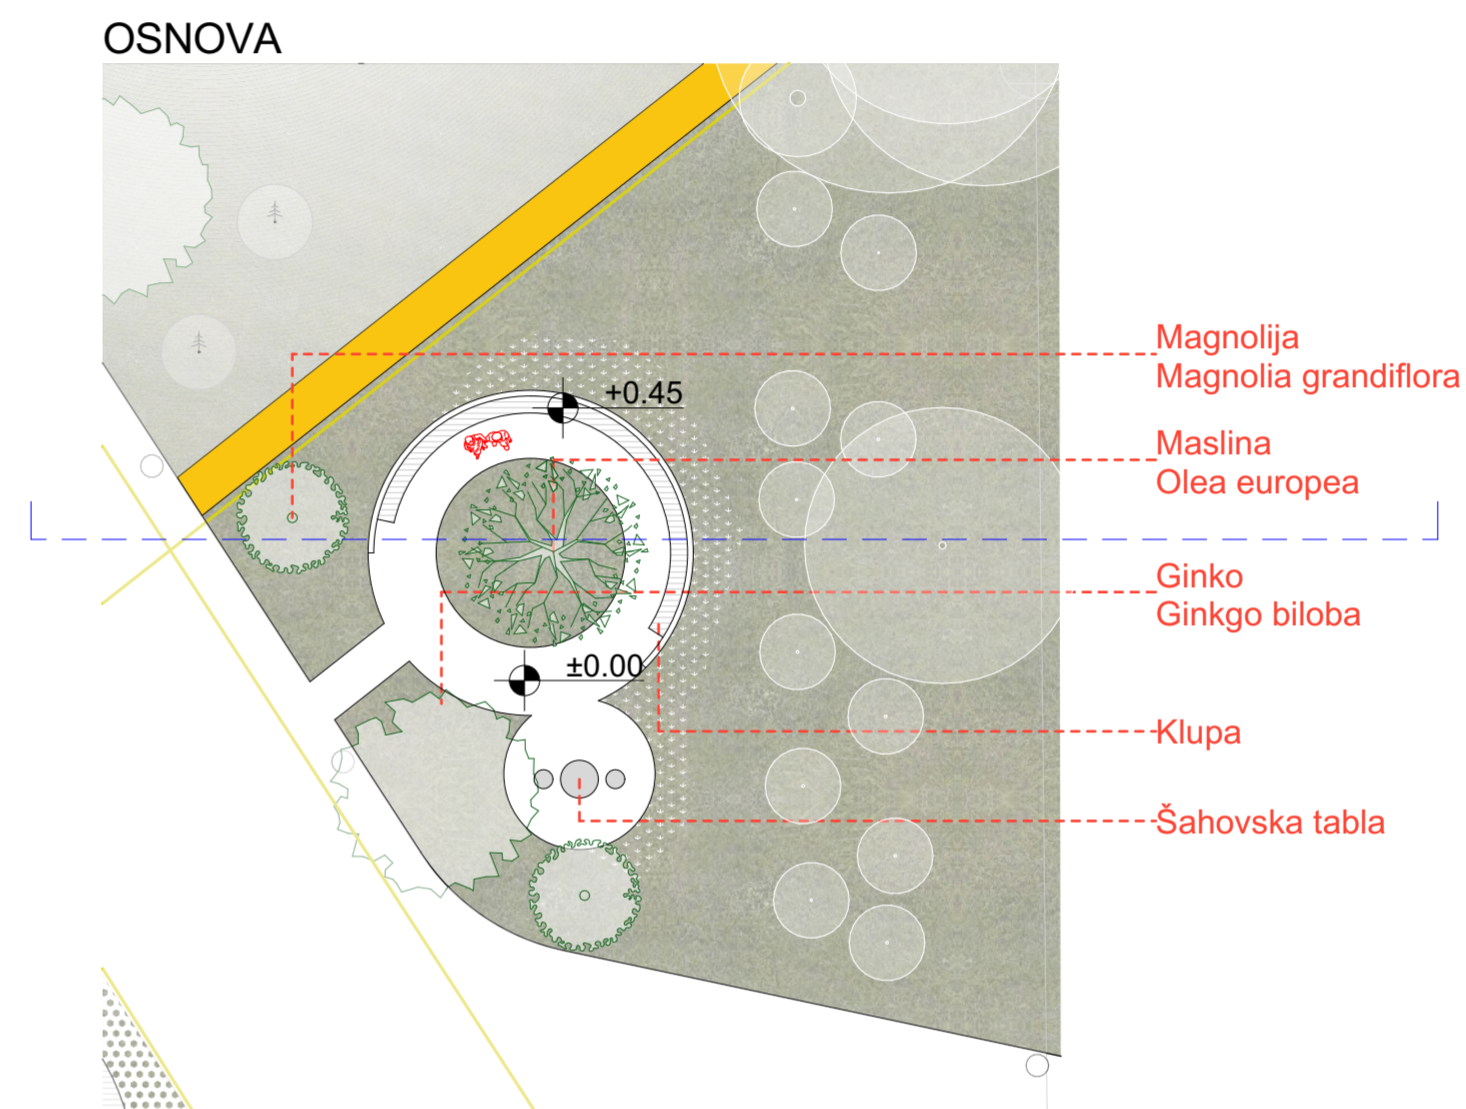 OSNOVA
Magnolija
Magnolia grandiflora
+0.45
Maslina
Olea europea
Ginko
Ginkgo biloba
±0.00
Klupa
Šahovska tabla